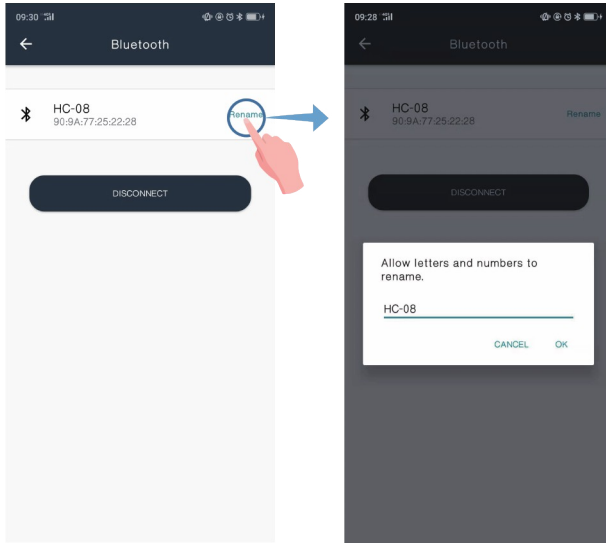 09:30
Bluetooth
HC-08
90:9A:77:25:22:28
Rename
DISCONNECT
09:28
Bluetooth
HC-08
90:9A:77:25:22:28
Rename
DISCONNECT
Allow letters and numbers to
rename.
HC-08
CANCEL OK